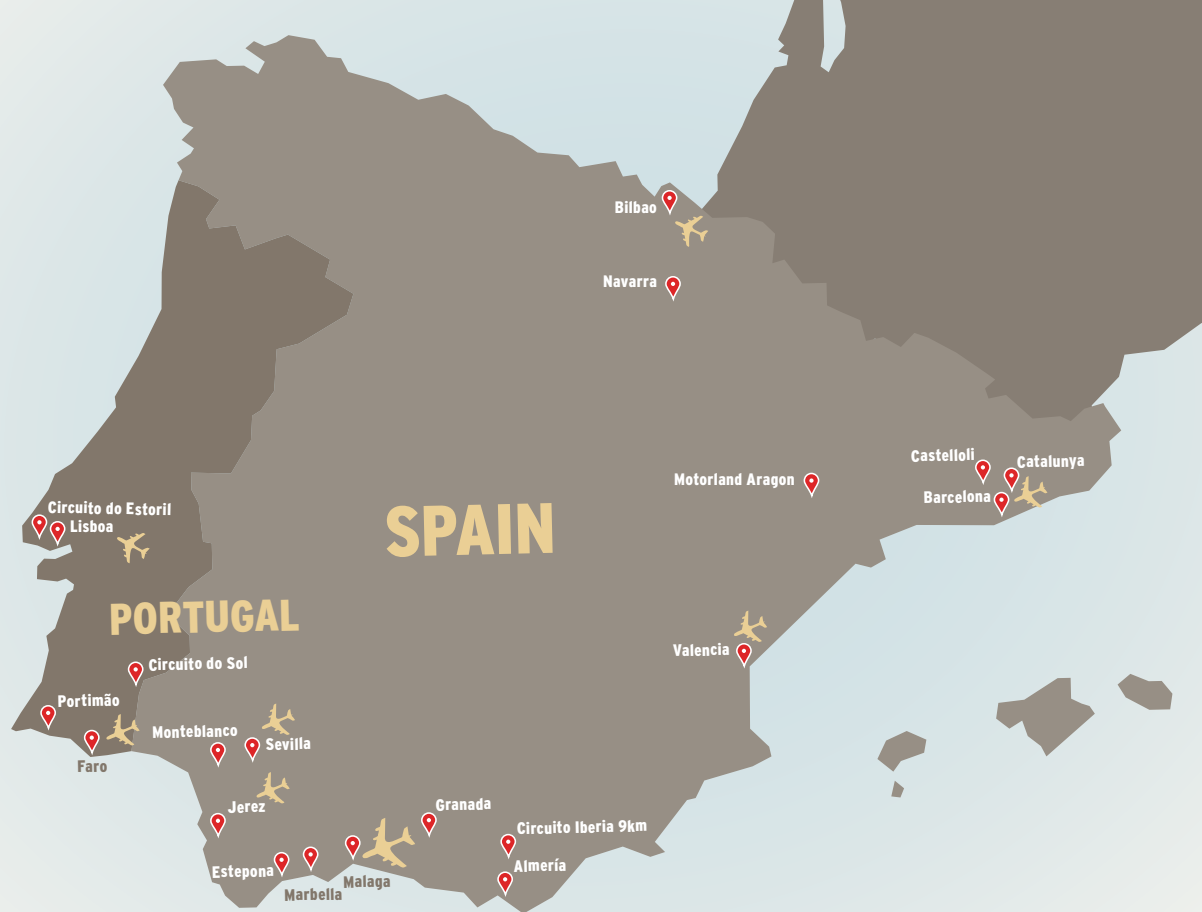 Bilbao
Navarra
Castelloli
Catalunya
Motorland Aragon
Barcelona
SPAIN
Circuito do Estoril
Lisboa
PORTUGAL
Valencia
Circuito do Sol
Portimão
Monteblanco
Sevilla
Faro
Jerez
Granada
Circuito Iberia 9km
Almería
Estepona
Malaga
Marbella